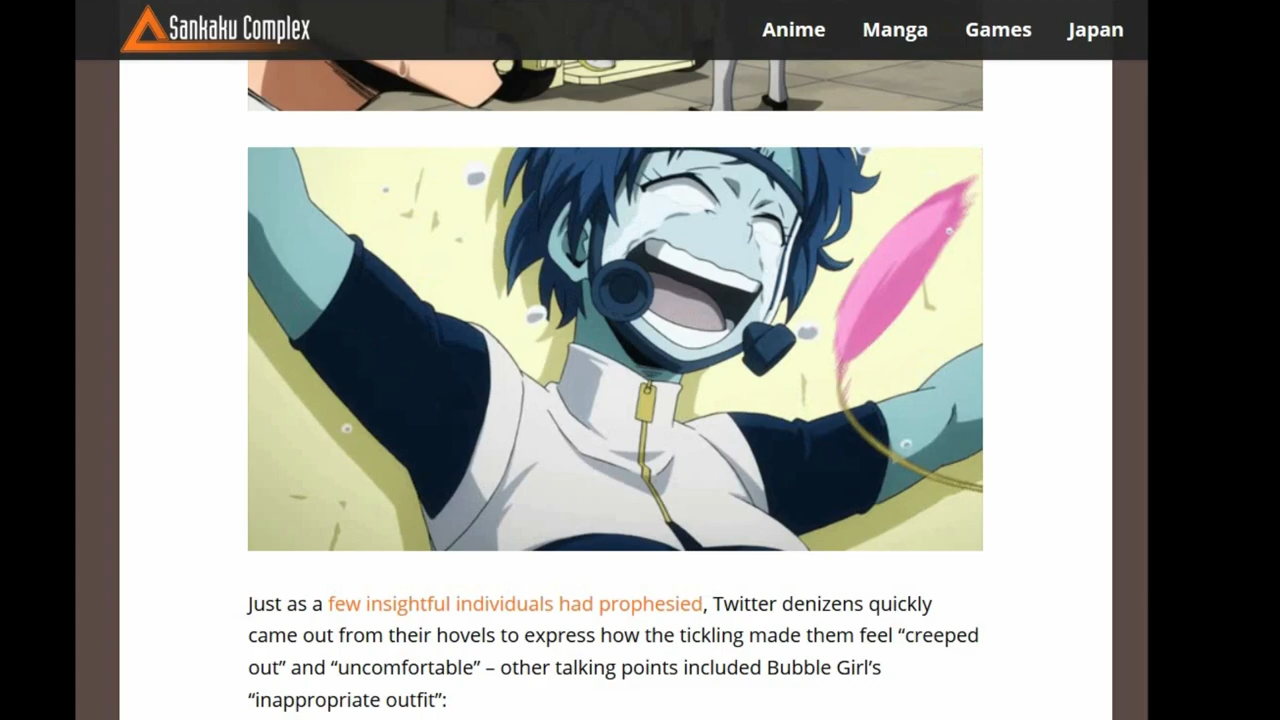 Sankaku Complex
Anime Manga Games Japan
Just as a few insightful individuals had prophesied, Twitter denizens quickly
came out from their hovels to express how the tickling made them feel “creeped
out” and “uncomfortable” – other talking points included Bubble Girl’s
“inappropriate outfit”: